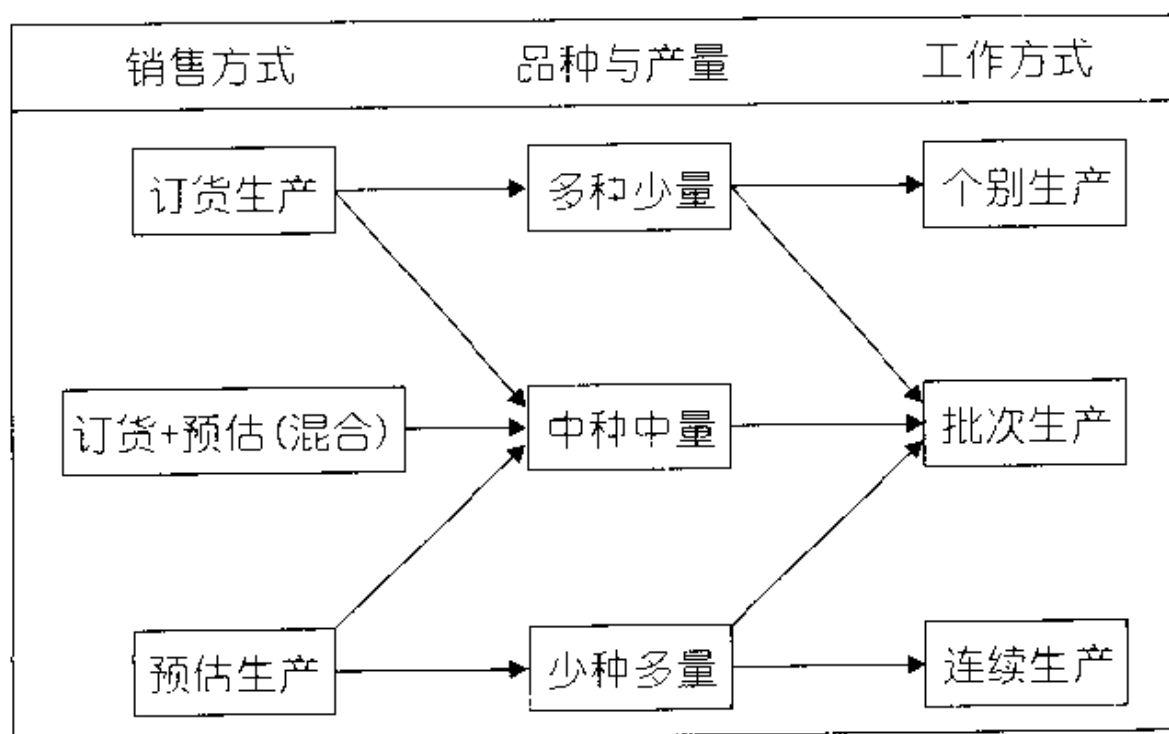 销售方式 品种与产量 工作方式
订货生产 多种少量 个别生产
订货+预估(混合) 中种中量 批次生产
预估生产 少种多量 连续生产